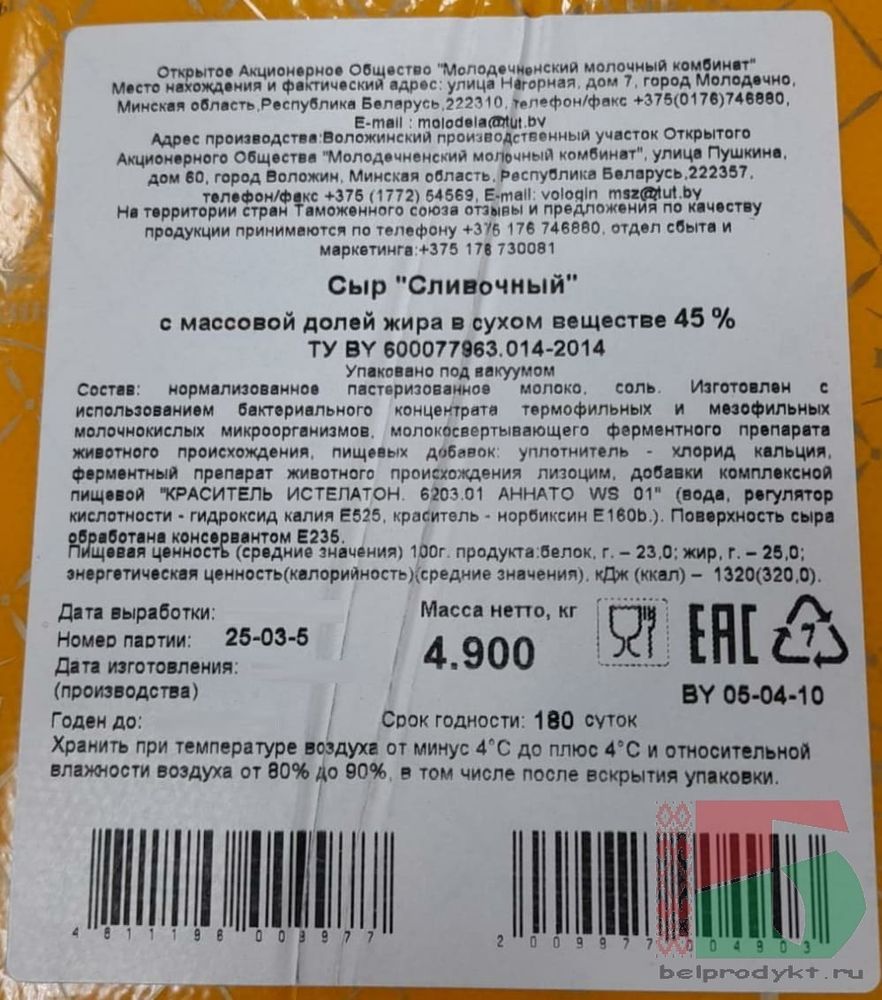 Открытое Акционерное Общество "Молодечненский молочный комбинат"
Место нахождения и фактический адрес: улица Нагорная, дом 7, город Молодечно,
Минская область,Республика Беларусь,222310, телефон/факс +375(0176)746880,
E-mail : molodela@tut.by
Адрес производства:Воложинский производственный участок Открытого
Акционерного Общества "Молодечненский молочный комбинат", улица Пушкина,
дом 60, город Воложин, Минская область, Республика Беларусь,222357,
телефон/факс +375 (1772) 54569, E-mail: vologin_msz@tut.by
На территории стран Таможенного союза отзывы и предложения по качеству
продукции принимаются по телефону +375 176 746880, отдел сбыта и
маркетинга:+375 176 730081
Сыр "Сливочный"
с массовой долей жира в сухом веществе 45 %
ТУ BY 600077963.014-2014
Упаковано под вакуумом
Состав: нормализованное пастеризованное молоко, соль. Изготовлен с
использованием бактериального концентрата термофильных и мезофильных
молочнокислых микроорганизмов, молокосвертывающего ферментного препарата
животного происхождения, пищевых добавок: уплотнитель - хлорид кальция,
ферментный препарат животного происхождения лизоцим, добавки комплексной
пищевой "КРАСИТЕЛЬ ИСТЕЛАТОН. 6203.01 АННАТО WS 01" (вода, регулятор
кислотности - гидроксид калия Е525, краситель - норбиксин Е160b.). Поверхность сыра
обработана консервантом Е235.
Пищевая ценность (средние значения) 100г. продукта:белок, г. – 23,0; жир, г. – 25,0;
энергетическая ценность(калорийность)(средние значения), кДж (ккал) – 1320(320,0).
Дата выработки:
Номер партии: 25-03-5
Дата изготовления:
(производства)
Масса нетто, кг
4.900
EAC
7
BY 05-04-10
Годен до:
Срок годности: 180 суток
Хранить при температуре воздуха от минус 4°С до плюс 4°С и относительной
влажности воздуха от 80% до 90%, в том числе после вскрытия упаковки.
4 811196 009977
2 009977 004903
belprodykt.ru